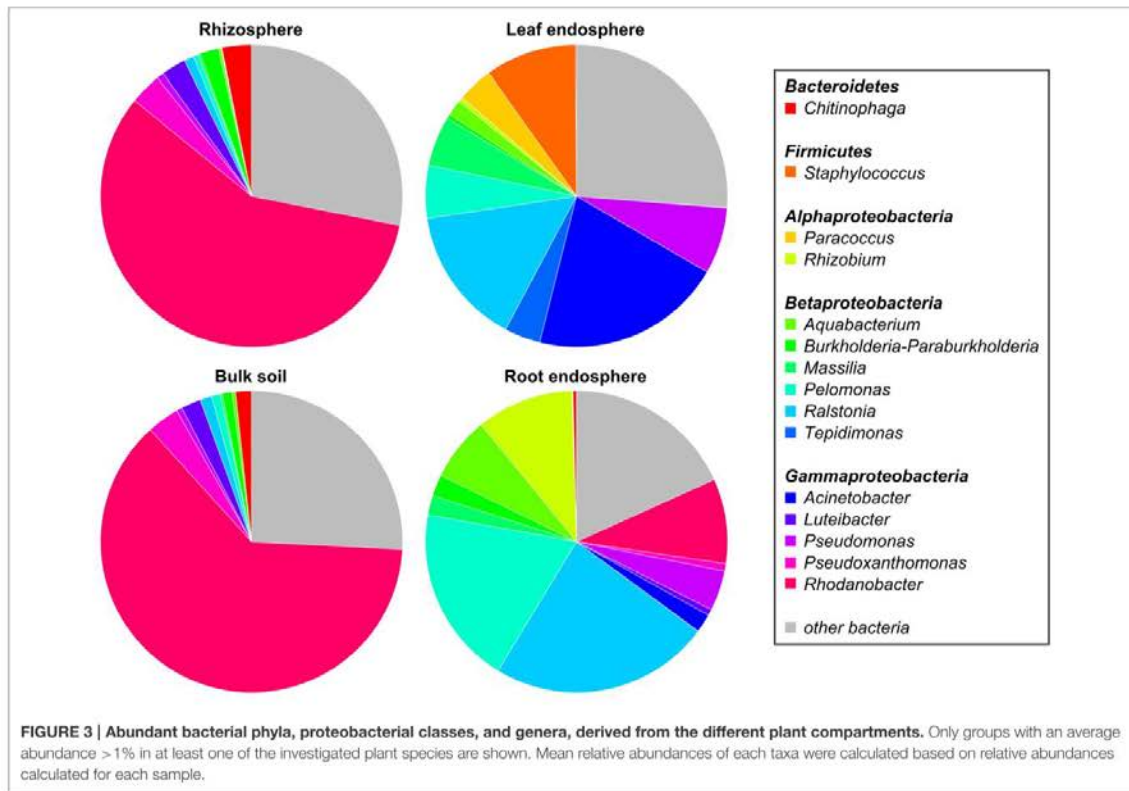 Rhizosphere
Leaf endosphere
Bulk soil
Root endosphere
Bacteroidetes
Chitinophaga
Firmicutes
Staphylococcus
Alphaproteobacteria
Paracoccus
Rhizobium
Betaproteobacteria
Aquabacterium
Burkholderia-Paraburkholderia
Massilia
Pelomonas
Ralstonia
Tepidimonas
Gammaproteobacteria
Acinetobacter
Luteibacter
Pseudomonas
Pseudoxanthomonas
Rhodanobacter
other bacteria
FIGURE 3 | Abundant bacterial phyla, proteobacterial classes, and genera, derived from the different plant compartments. Only groups with an average
abundance >1% in at least one of the investigated plant species are shown. Mean relative abundances of each taxa were calculated based on relative abundances
calculated for each sample.